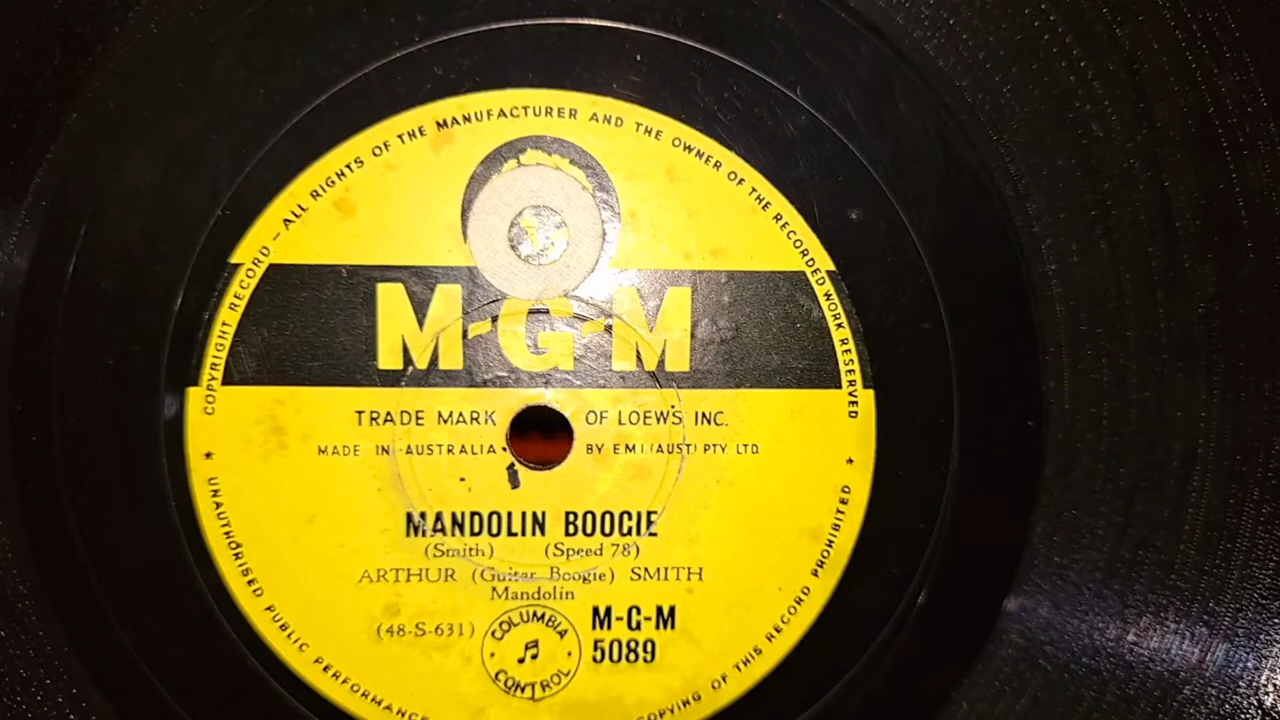 COPYRIGHT RECORD – ALL RIGHTS OF THE MANUFACTURER AND THE OWNER OF THE RECORDED WORK RESERVED
M-G-M
TRADE MARK OF LOEW'S INC.
MADE IN AUSTRALIA BY E.M.I. (AUST) PTY. LTD.
MANDOLIN BOOGIE
(Smith) (Speed 78)
ARTHUR (Guitar Boogie) SMITH
Mandolin
(48-S-631)
COLUMBIA CONTROL
M-G-M
5089
UNAUTHORISED PUBLIC PERFORMANCE
COPYING OF THIS RECORD PROHIBITED